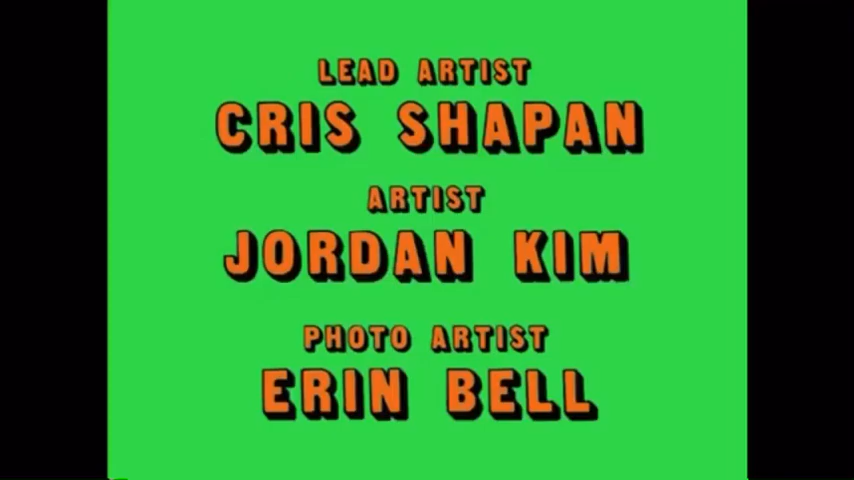 LEAD ARTIST
CRIS SHAPAN
ARTIST
JORDAN KIM
PHOTO ARTIST
ERIN BELL